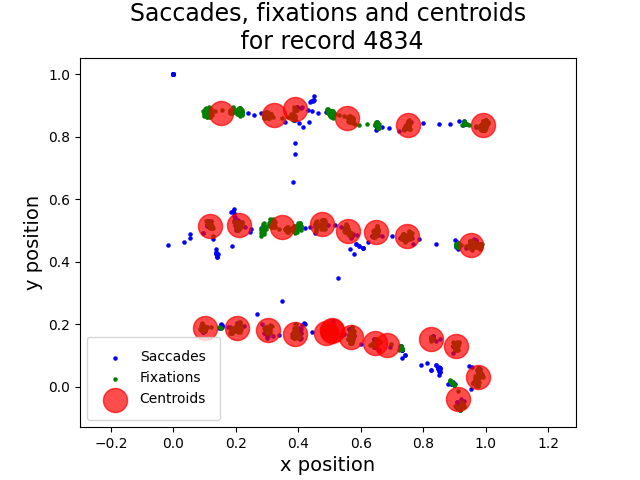 Saccades, fixations and centroids
for record 4834
y position
1.0
0.8
0.6
0.4
0.2
0.0
Saccades
Fixations
Centroids
−0.2 0.0 0.2 0.4 0.6 0.8 1.0 1.2
x position